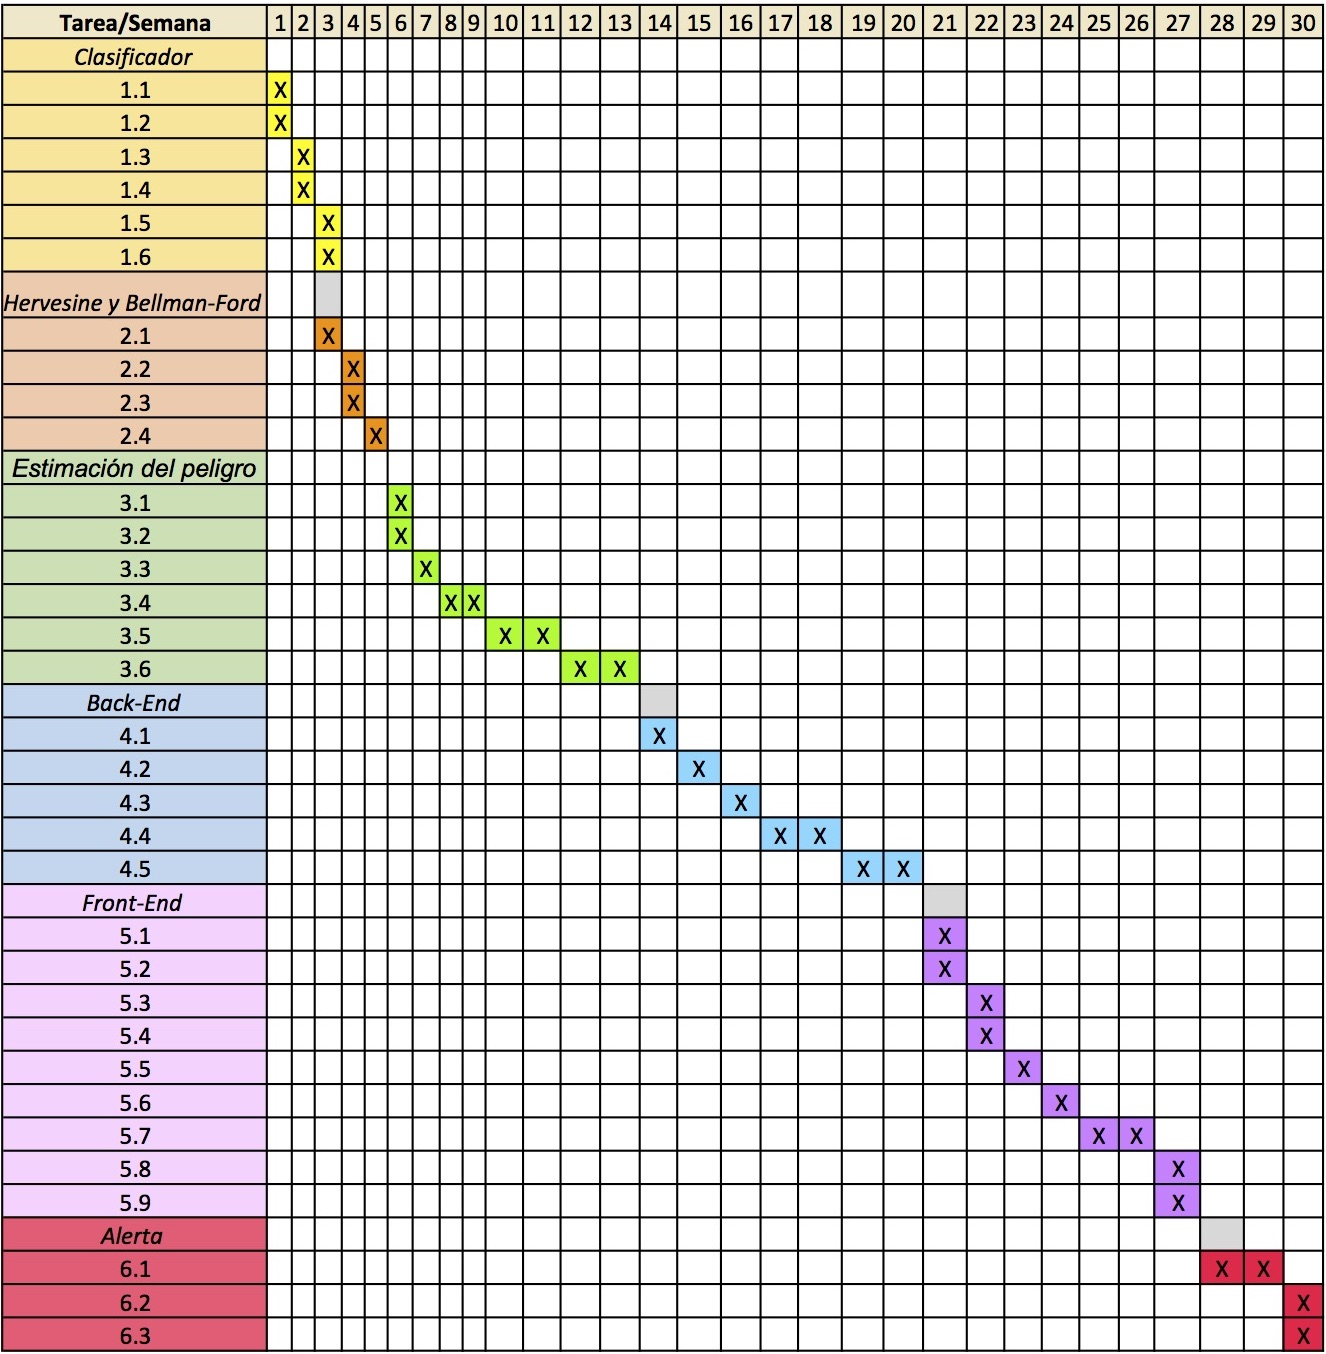 Tarea/Semana 1 2 3 4 5 6 7 8 9 10 11 12 13 14 15 16 17 18 19 20 21 22 23 24 25 26 27 28 29 30
Clasificador
1.1 X
1.2 X
1.3 X
1.4 X
1.5 X
1.6 X
Hervesine y Bellman-Ford
2.1 X
2.2 X
2.3 X
2.4 X
Estimación del peligro
3.1 X
3.2 X
3.3 X
3.4 X X
3.5 X X
3.6 X X
Back-End
4.1 X
4.2 X
4.3 X
4.4 X X
4.5 X X
Front-End
5.1 X
5.2 X
5.3 X
5.4 X
5.5 X
5.6 X
5.7 X X
5.8 X
5.9 X
Alerta
6.1 X X
6.2 X
6.3 X